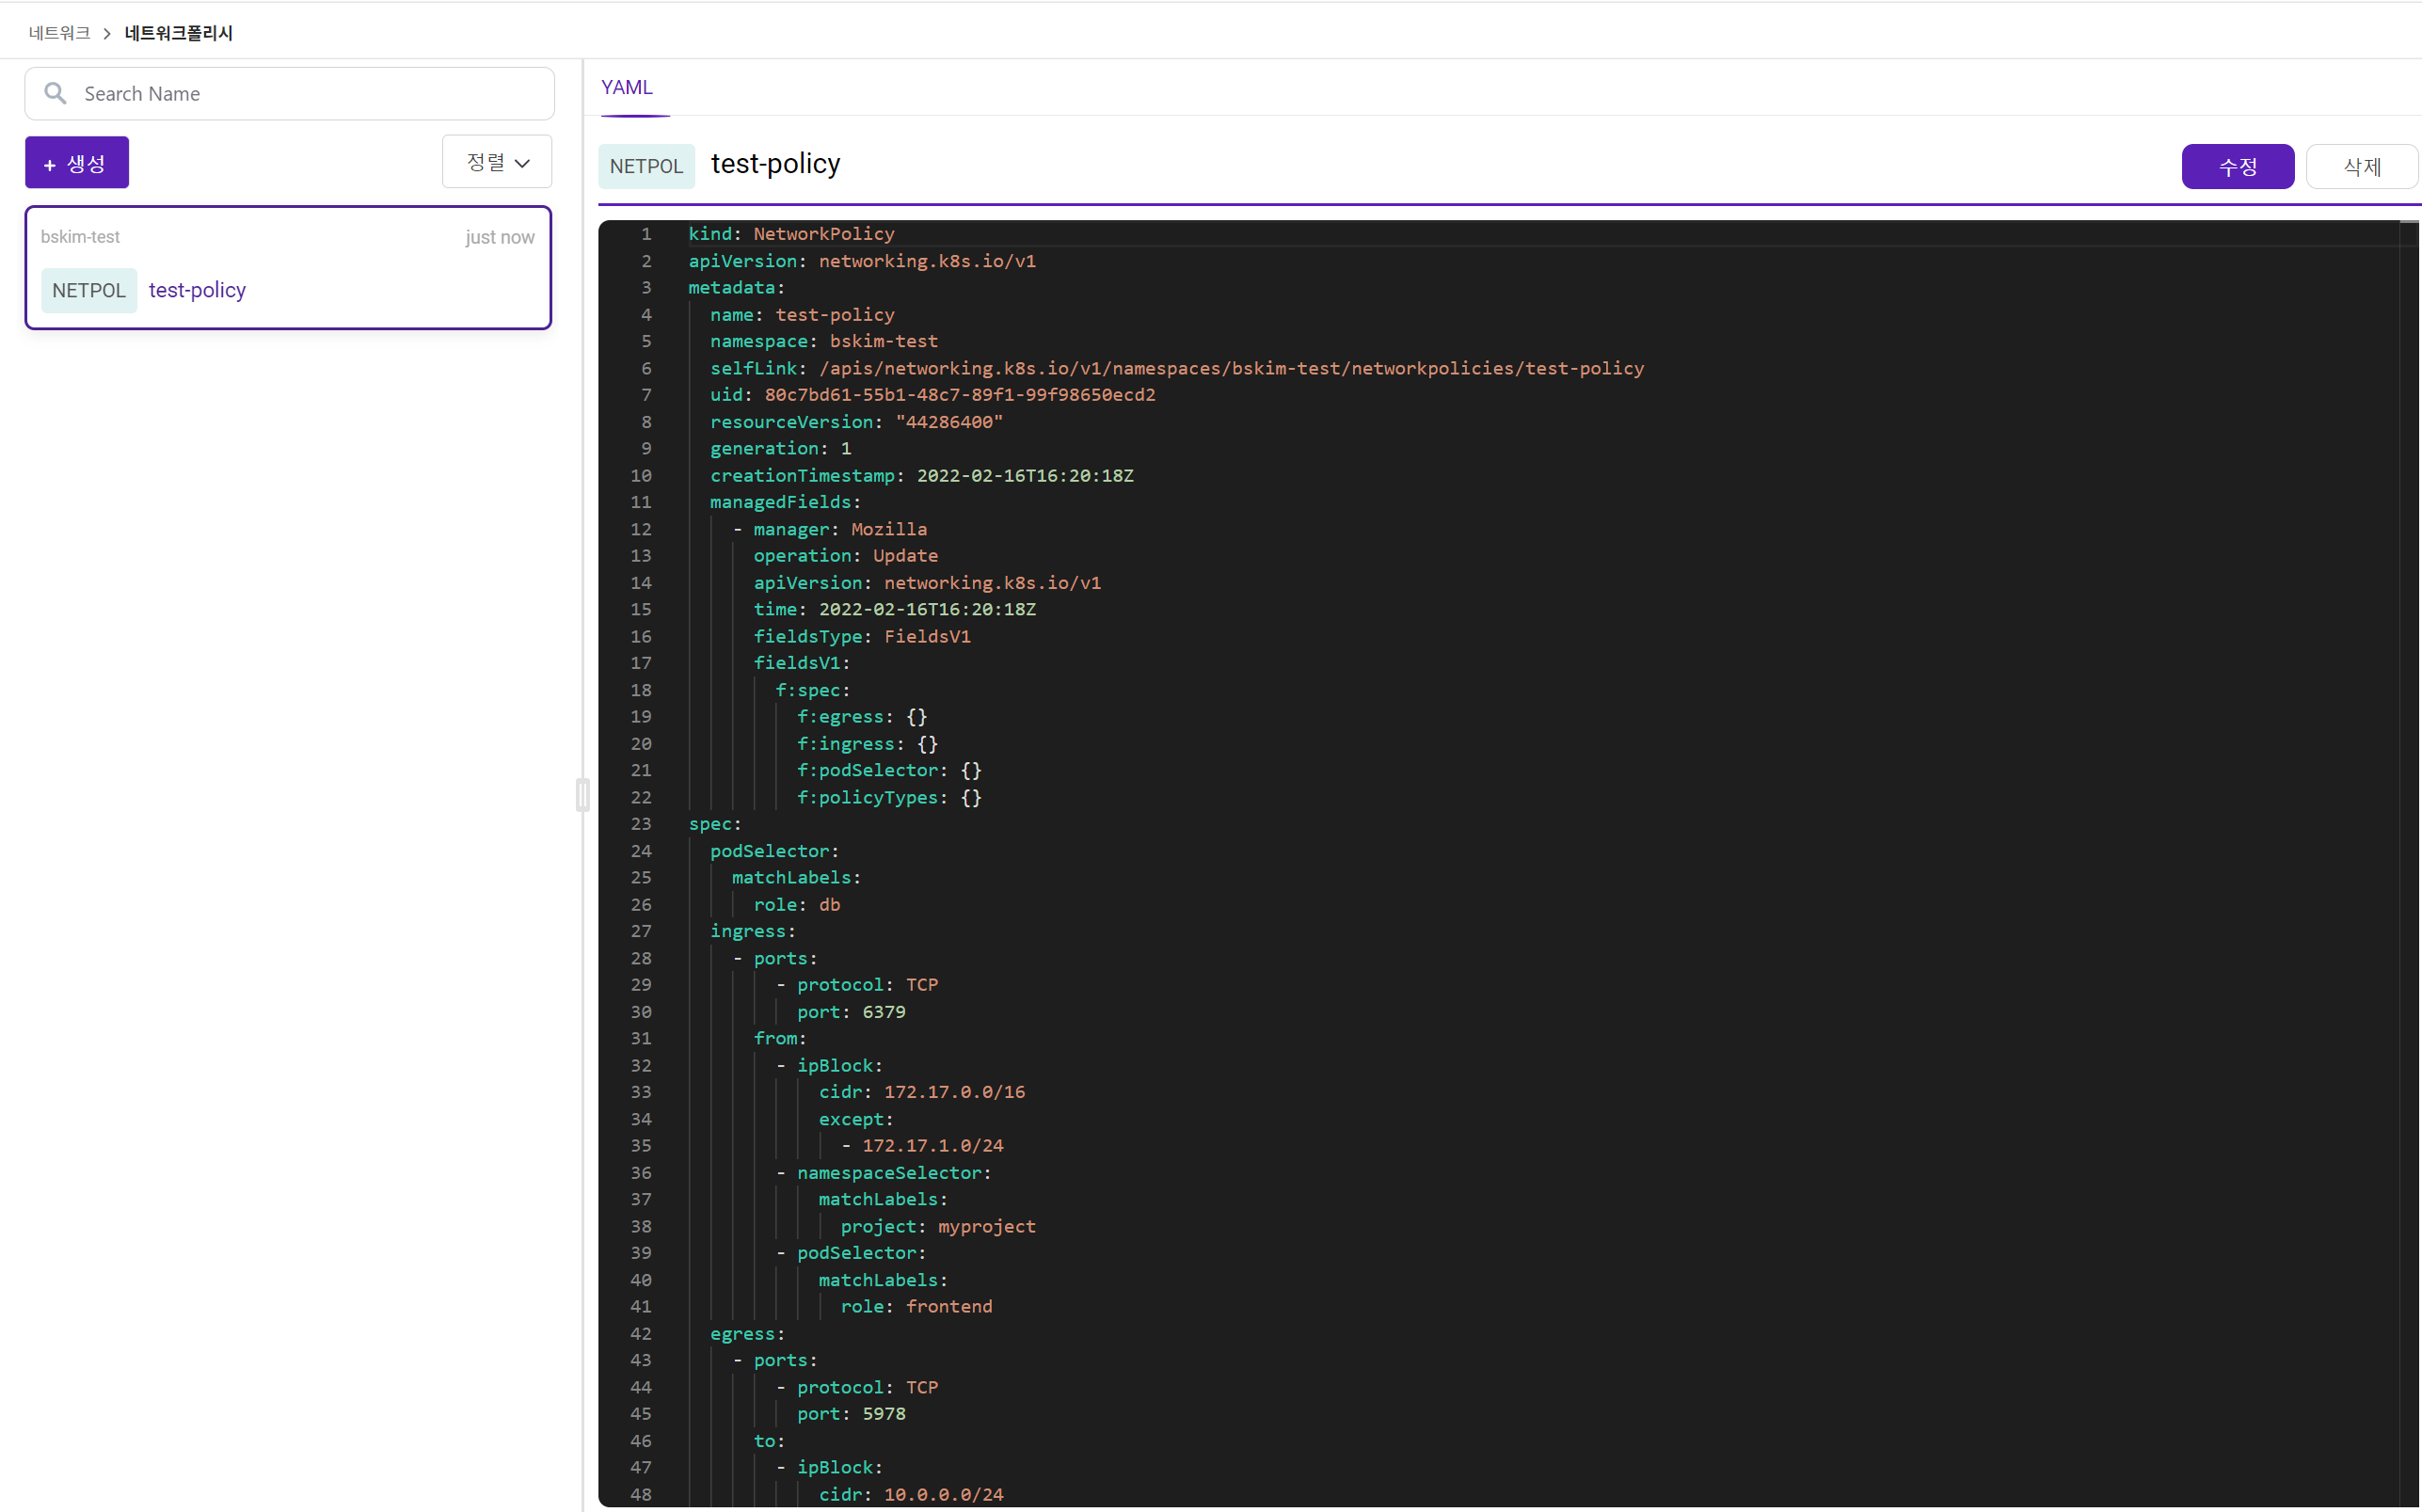 네트워크 > 네트워크폴리시
Search Name
+ 생성
정렬
bskim-test just now
NETPOL test-policy
YAML
NETPOL test-policy
수정 삭제
1 kind: NetworkPolicy
2 apiVersion: networking.k8s.io/v1
3 metadata:
4 name: test-policy
5 namespace: bskim-test
6 selfLink: /apis/networking.k8s.io/v1/namespaces/bskim-test/networkpolicies/test-policy
7 uid: 80c7bd61-55b1-48c7-89f1-99f98650ecd2
8 resourceVersion: "44286400"
9 generation: 1
10 creationTimestamp: 2022-02-16T16:20:18Z
11 managedFields:
12 - manager: Mozilla
13 operation: Update
14 apiVersion: networking.k8s.io/v1
15 time: 2022-02-16T16:20:18Z
16 fieldsType: FieldsV1
17 fieldsV1:
18 f:spec:
19 f:egress: {}
20 f:ingress: {}
21 f:podSelector: {}
22 f:policyTypes: {}
23 spec:
24 podSelector:
25 matchLabels:
26 role: db
27 ingress:
28 - ports:
29 - protocol: TCP
30 port: 6379
31 from:
32 - ipBlock:
33 cidr: 172.17.0.0/16
34 except:
35 - 172.17.1.0/24
36 - namespaceSelector:
37 matchLabels:
38 project: myproject
39 - podSelector:
40 matchLabels:
41 role: frontend
42 egress:
43 - ports:
44 - protocol: TCP
45 port: 5978
46 to:
47 - ipBlock:
48 cidr: 10.0.0.0/24